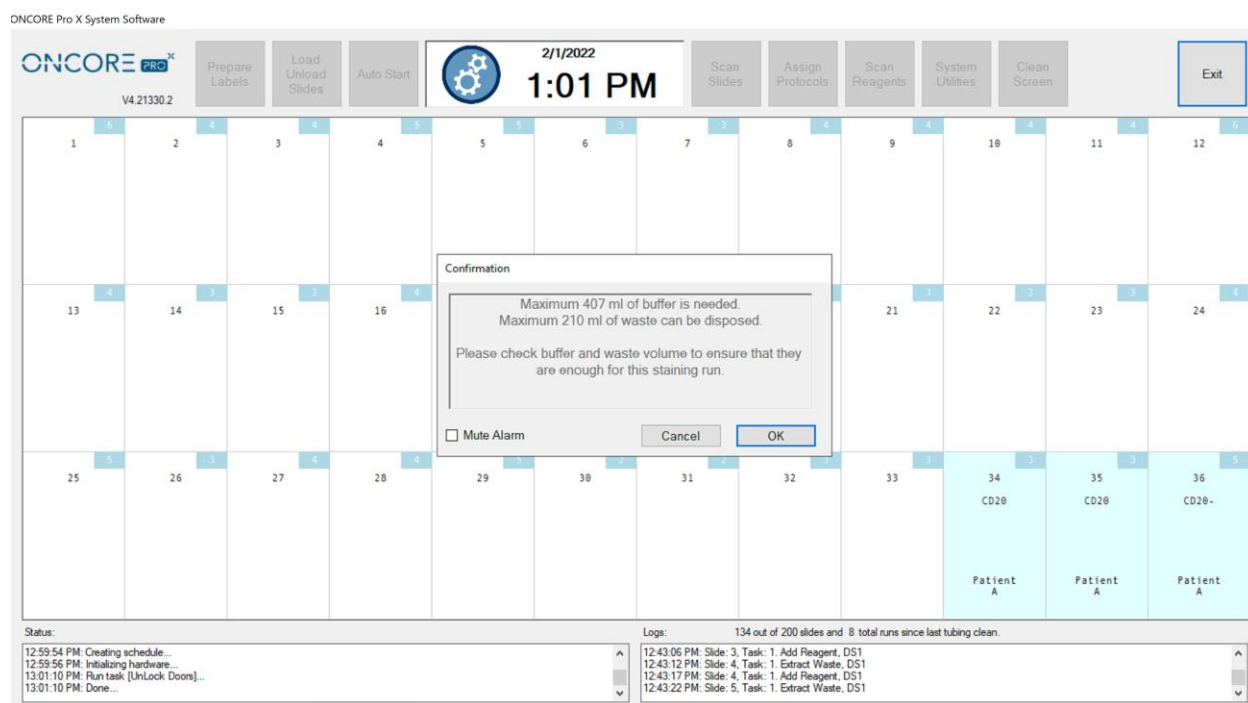 ONCORE Pro X System Software
ONCORE PRO X
V4.21330.2
Prepare
Labels
Load
Unload
Slides
Auto Start
2/1/2022
1:01 PM
Scan
Slides
Assign
Protocols
Scan
Reagents
System
Utilities
Clean
Screen
Exit
6 4 4 5 5 3 3 4 4 4 4 6
1 2 3 4 5 6 7 8 9 10 11 12
Confirmation
Maximum 407 ml of buffer is needed.
Maximum 210 ml of waste can be disposed.
Please check buffer and waste volume to ensure that they
are enough for this staining run.
Mute Alarm
Cancel
OK
4 3 1 4 3 3 3 4
13 14 15 16 21 22 23 24
5 3 4 4 5 2 2 3 3 3 5
25 26 27 28 29 30 31 32 33 34 35 36
CD20 CD20 CD20-
Patient Patient Patient
A A A
Status:
12:59:54 PM: Creating schedule...
12:59:56 PM: Initializing hardware...
13:01:10 PM: Run task [UnLock Doors]...
13:01:10 PM: Done...
Logs: 134 out of 200 slides and 8 total runs since last tubing clean.
12:43:06 PM: Slide: 3, Task: 1. Add Reagent, DS1
12:43:12 PM: Slide: 4, Task: 1. Extract Waste, DS1
12:43:17 PM: Slide: 4, Task: 1. Add Reagent, DS1
12:43:22 PM: Slide: 5, Task: 1. Extract Waste, DS1